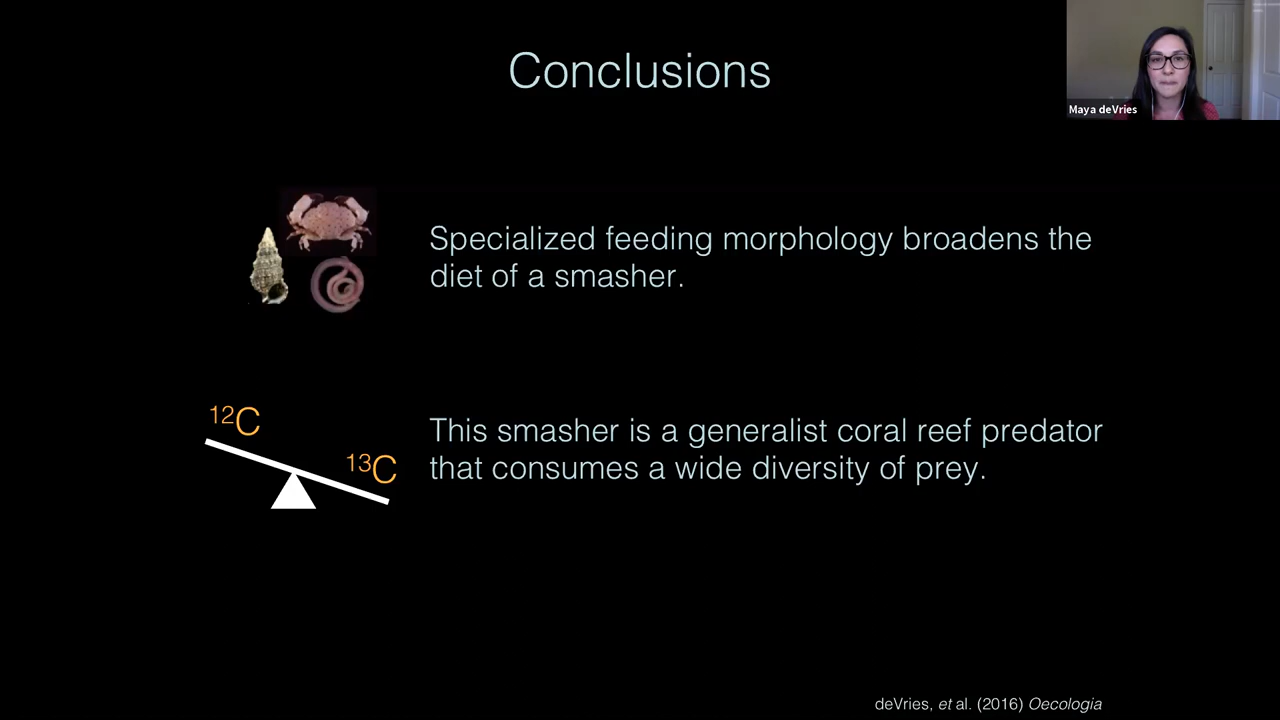 Conclusions
Maya deVries
Specialized feeding morphology broadens the
diet of a smasher.
12C
13C
This smasher is a generalist coral reef predator
that consumes a wide diversity of prey.
deVries, et al. (2016) Oecologia